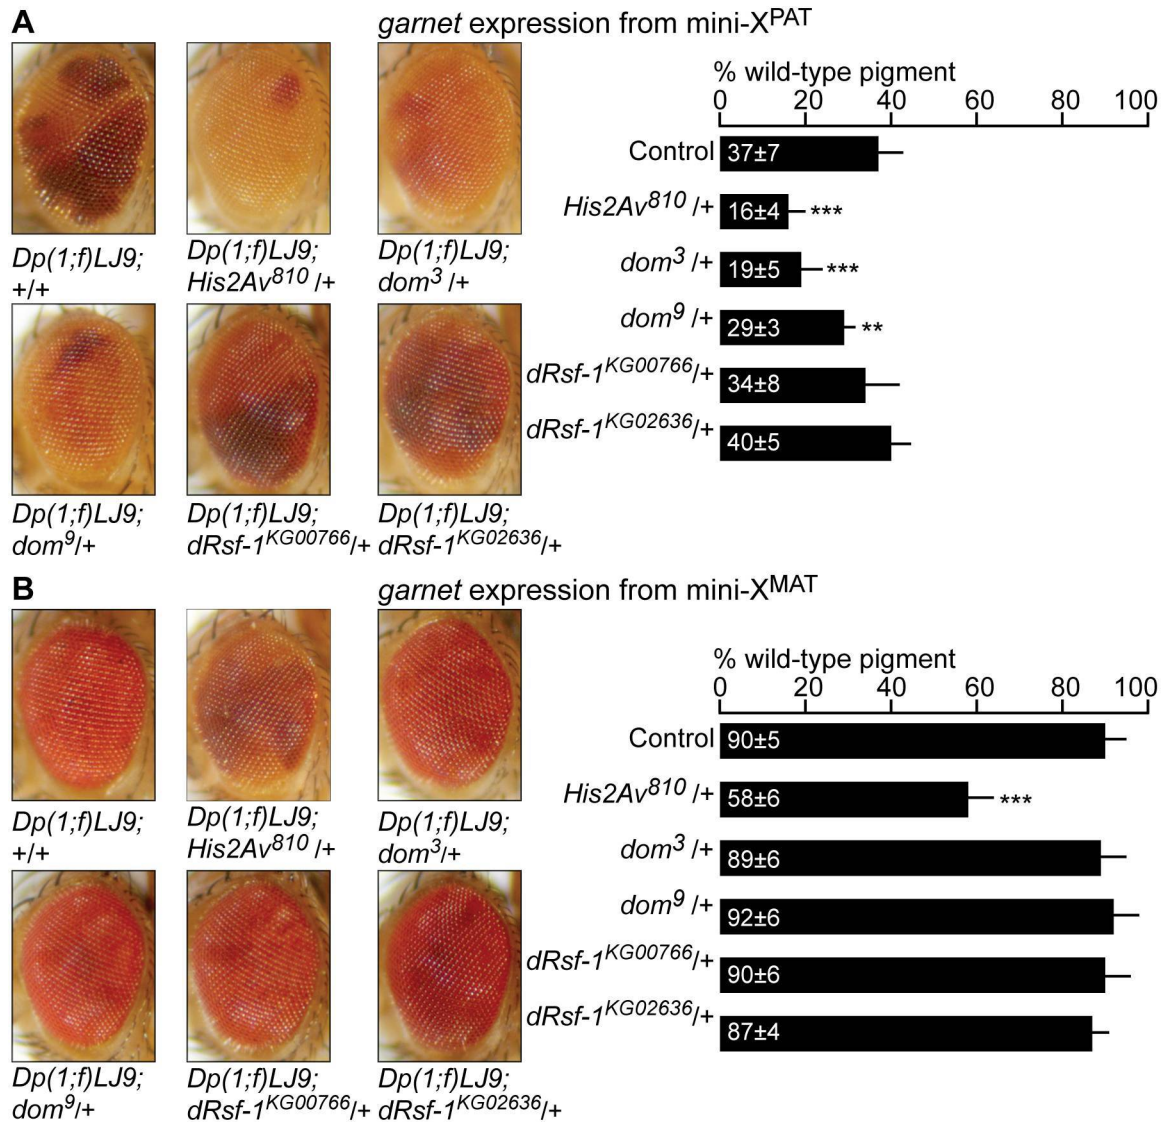 A
garnet expression from mini-XPAT
Dp(1;f)LJ9;
+/+
Dp(1;f)LJ9;
His2Av810 /+
Dp(1;f)LJ9;
dom3 /+
Dp(1;f)LJ9;
dom9/+
Dp(1;f)LJ9;
dRsf-1KG00766/+
Dp(1;f)LJ9;
dRsf-1KG02636/+
% wild-type pigment
0 20 40 60 80 100
Control 37±7
His2Av810 /+ 16±4 ***
dom3 /+ 19±5 ***
dom9 /+ 29±3 **
dRsf-1KG00766/+ 34±8
dRsf-1KG02636/+ 40±5
B
garnet expression from mini-XMAT
Dp(1;f)LJ9;
+/+
Dp(1;f)LJ9;
His2Av810 /+
Dp(1;f)LJ9;
dom3/+
Dp(1;f)LJ9;
dom9/+
Dp(1;f)LJ9;
dRsf-1KG00766/+
Dp(1;f)LJ9;
dRsf-1KG02636/+
% wild-type pigment
0 20 40 60 80 100
Control 90±5
His2Av810 /+ 58±6 ***
dom3 /+ 89±6
dom9 /+ 92±6
dRsf-1KG00766/+ 90±6
dRsf-1KG02636/+ 87±4